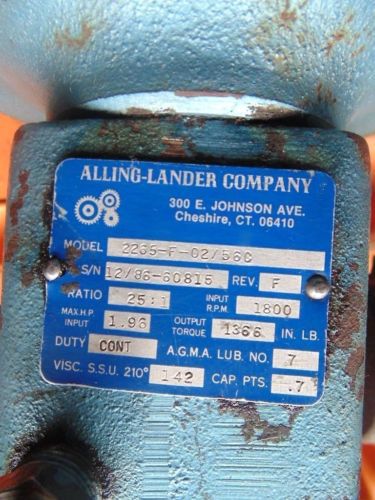 ALLING-LANDER COMPANY
300 E. JOHNSON AVE.
Cheshire, CT. 06410
MODEL 2265-F-02/56C
S/N 12/86-60815 REV. F
RATIO 25:1 INPUT R.P.M. 1800
MAX.H.P. INPUT 1.96 OUTPUT TORQUE 1366 IN. LB.
DUTY CONT A.G.M.A. LUB. NO. 7
VISC. S.S.U. 210° 142 CAP. PTS. .7